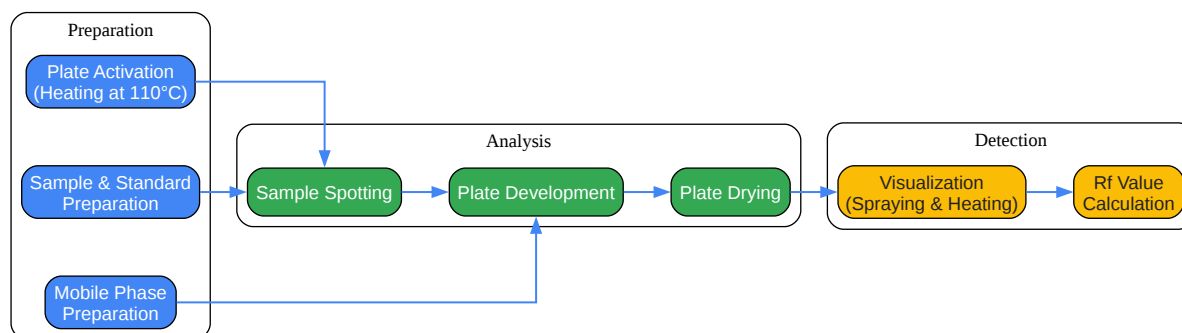 Preparation
Plate Activation
(Heating at 110°C)
Sample & Standard
Preparation
Mobile Phase
Preparation
Analysis
Sample Spotting
Plate Development
Plate Drying
Detection
Visualization
(Spraying & Heating)
Rf Value
Calculation